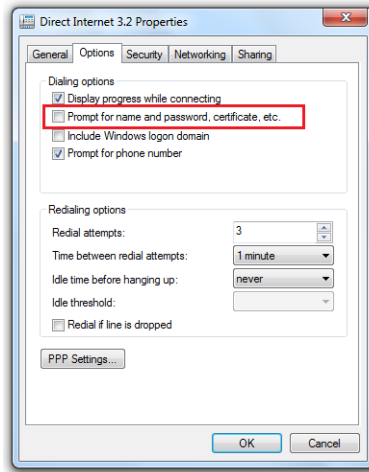 Direct Internet 3.2 Properties
General Options Security Networking Sharing
Dialing options
Display progress while connecting
Prompt for name and password, certificate, etc.
Include Windows logon domain
Prompt for phone number
Redialing options
Redial attempts: 3
Time between redial attempts: 1 minute
Idle time before hanging up: never
Idle threshold:
Redial if line is dropped
PPP Settings...
OK Cancel